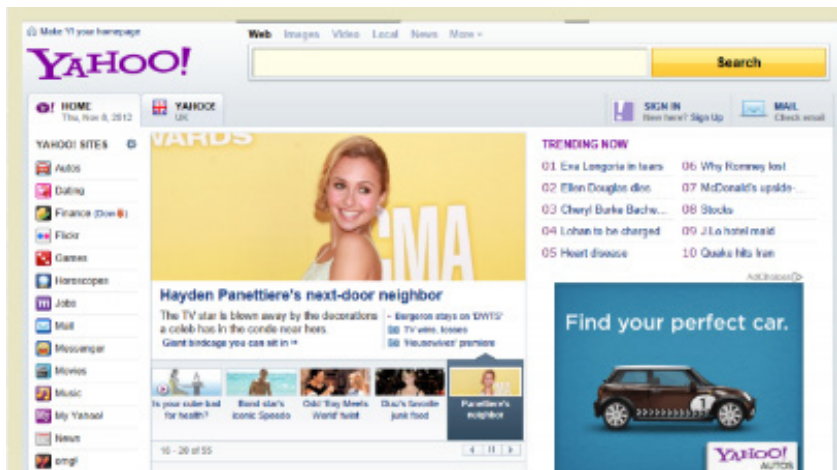 Make Y! your homepage
Web Images Video Local News More
YAHOO!
Search
HOME
Thu, Nov 8, 2012
YAHOO!
UK
SIGN IN
New here? Sign Up
MAIL
Check email
YAHOO! SITES
Autos
Dating
Finance (Dow)
Flickr
Games
Horoscopes
Jobs
Mail
Messenger
Movies
Music
My Yahoo!
News
omg!
WARDS
CMA
Hayden Panettiere's next-door neighbor
The TV star is blown away by the decorations
a celeb has in the condo near hers.
Giant birdcage you can sit in »
Bergeron stays on 'DWTS'
TV wins, losses
'Housewives' premiere
Is your cube bad
for health?
Bond star's
iconic Speedo
Odd 'Boy Meets
World' twist
junk food
Panettiere's
neighbor
16 - 20 of 55
TRENDING NOW
01 Eva Longoria in tears
02 Ellen Douglas dies
03 Cheryl Burke Bache...
04 Lohan to be charged
05 Heart disease
06 Why Romney lost
07 McDonald's upside-...
08 Stocks
09 J.Lo hotel maid
10 Quake hits Iran
AdChoices
Find your perfect car.
1
YAHOO!
AUTOS